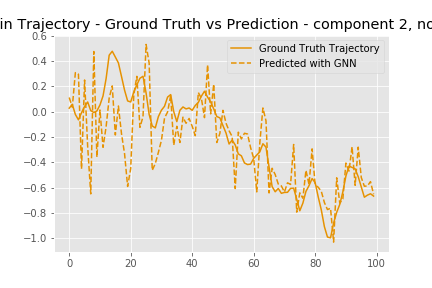 in Trajectory - Ground Truth vs Prediction - component 2, no
Ground Truth Trajectory
Predicted with GNN
0.6
0.4
0.2
0.0
−0.2
−0.4
−0.6
−0.8
−1.0
0 20 40 60 80 100